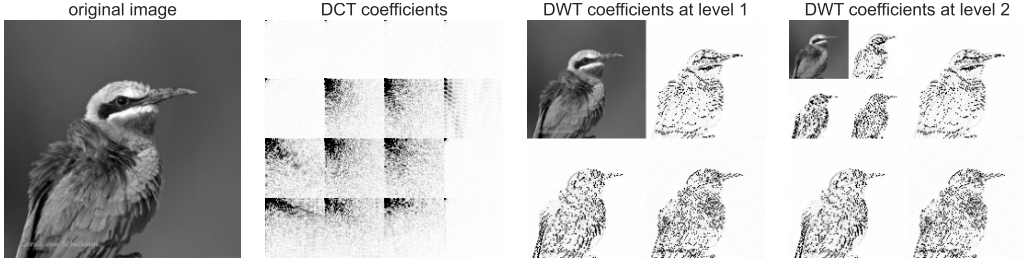 original image
DCT coefficients
DWT coefficients at level 1
DWT coefficients at level 2